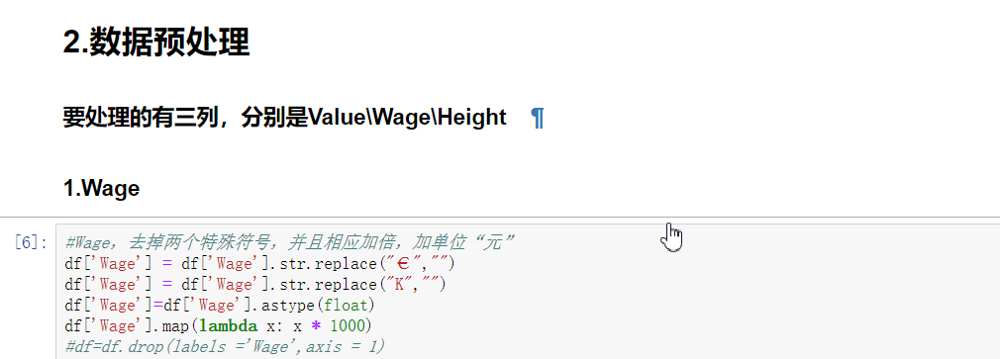 2.数据预处理
要处理的有三列，分别是Value\Wage\Height ¶
1.Wage
[6]: #Wage，去掉两个特殊符号，并且相应加倍，加单位“元”
df['Wage'] = df['Wage'].str.replace("€","")
df['Wage'] = df['Wage'].str.replace("K","")
df['Wage']=df['Wage'].astype(float)
df['Wage'].map(lambda x: x * 1000)
#df=df.drop(labels ='Wage',axis = 1)